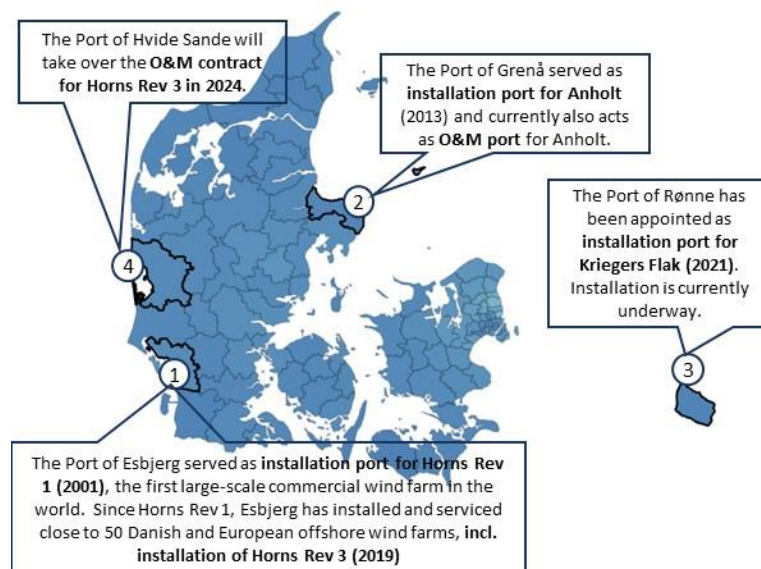 The Port of Hvide Sande will
take over the O&M contract
for Horns Rev 3 in 2024.
The Port of Grenå served as
installation port for Anholt
(2013) and currently also acts
as O&M port for Anholt.
2
The Port of Rønne has
been appointed as
installation port for
Kriegers Flak (2021).
Installation is currently
underway.
4
3
1
The Port of Esbjerg served as installation port for Horns Rev
1 (2001), the first large-scale commercial wind farm in the
world. Since Horns Rev 1, Esbjerg has installed and serviced
close to 50 Danish and European offshore wind farms, incl.
installation of Horns Rev 3 (2019)